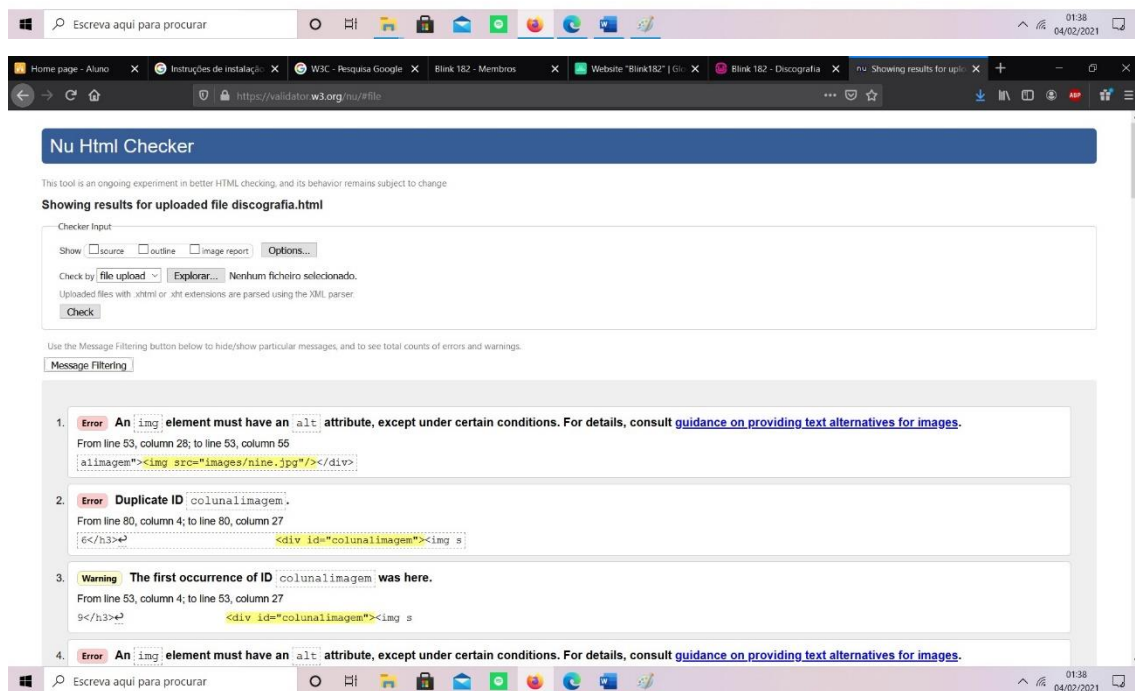 Escreva aqui para procurar
01:38
04/02/2021
Home page - Aluno
Instruções de instalação
W3C - Pesquisa Google
Blink 182 - Membros
Website "Blink182" | Glo
Blink 182 - Discografia
nu Showing results for uplo
https://validator.w3.org/nu/#file
ABP
Nu Html Checker
This tool is an ongoing experiment in better HTML checking, and its behavior remains subject to change
Showing results for uploaded file discografia.html
Checker Input
Show source outline image report Options...
Check by file upload Explorar... Nenhum ficheiro selecionado.
Uploaded files with .xhtml or .xht extensions are parsed using the XML parser.
Check
Use the Message Filtering button below to hide/show particular messages, and to see total counts of errors and warnings.
Message Filtering
1. Error An img element must have an alt attribute, except under certain conditions. For details, consult guidance on providing text alternatives for images.
From line 53, column 28; to line 53, column 55
a1imagem"><img src="images/nine.jpg"/></div>
2. Error Duplicate ID coluna1imagem.
From line 80, column 4; to line 80, column 27
6</h3>↩ <div id="coluna1imagem"><img s
3. Warning The first occurrence of ID coluna1imagem was here.
From line 53, column 4; to line 53, column 27
9</h3>↩ <div id="coluna1imagem"><img s
4. Error An img element must have an alt attribute, except under certain conditions. For details, consult guidance on providing text alternatives for images.
Escreva aqui para procurar
01:38
04/02/2021